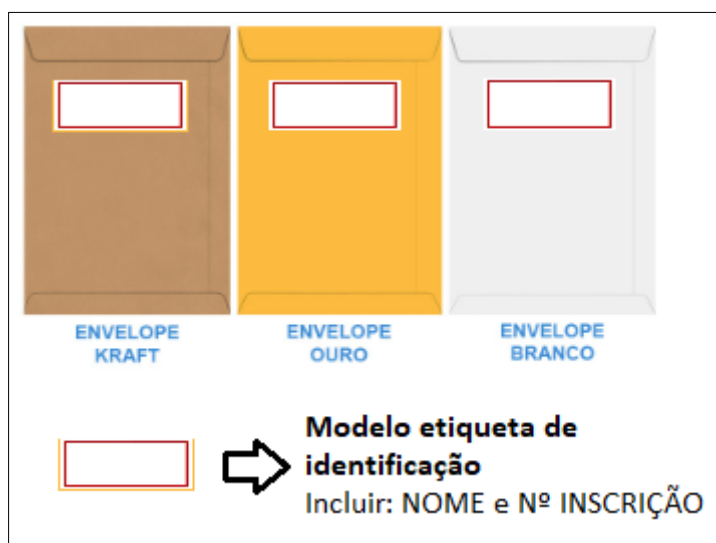 ENVELOPE
KRAFT
ENVELOPE
OURO
ENVELOPE
BRANCO
Modelo etiqueta de
identificação
Incluir: NOME e Nº INSCRIÇÃO